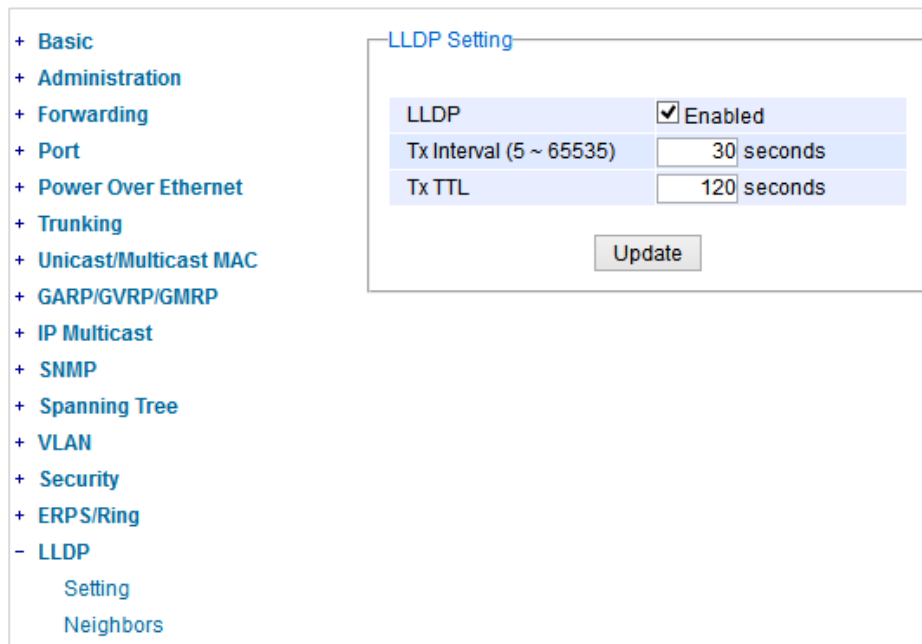 + Basic
+ Administration
+ Forwarding
+ Port
+ Power Over Ethernet
+ Trunking
+ Unicast/Multicast MAC
+ GARP/GVRP/GMRP
+ IP Multicast
+ SNMP
+ Spanning Tree
+ VLAN
+ Security
+ ERPS/Ring
- LLDP
Setting
Neighbors
LLDP Setting
LLDP Enabled
Tx Interval (5 ~ 65535) 30 seconds
Tx TTL 120 seconds
Update